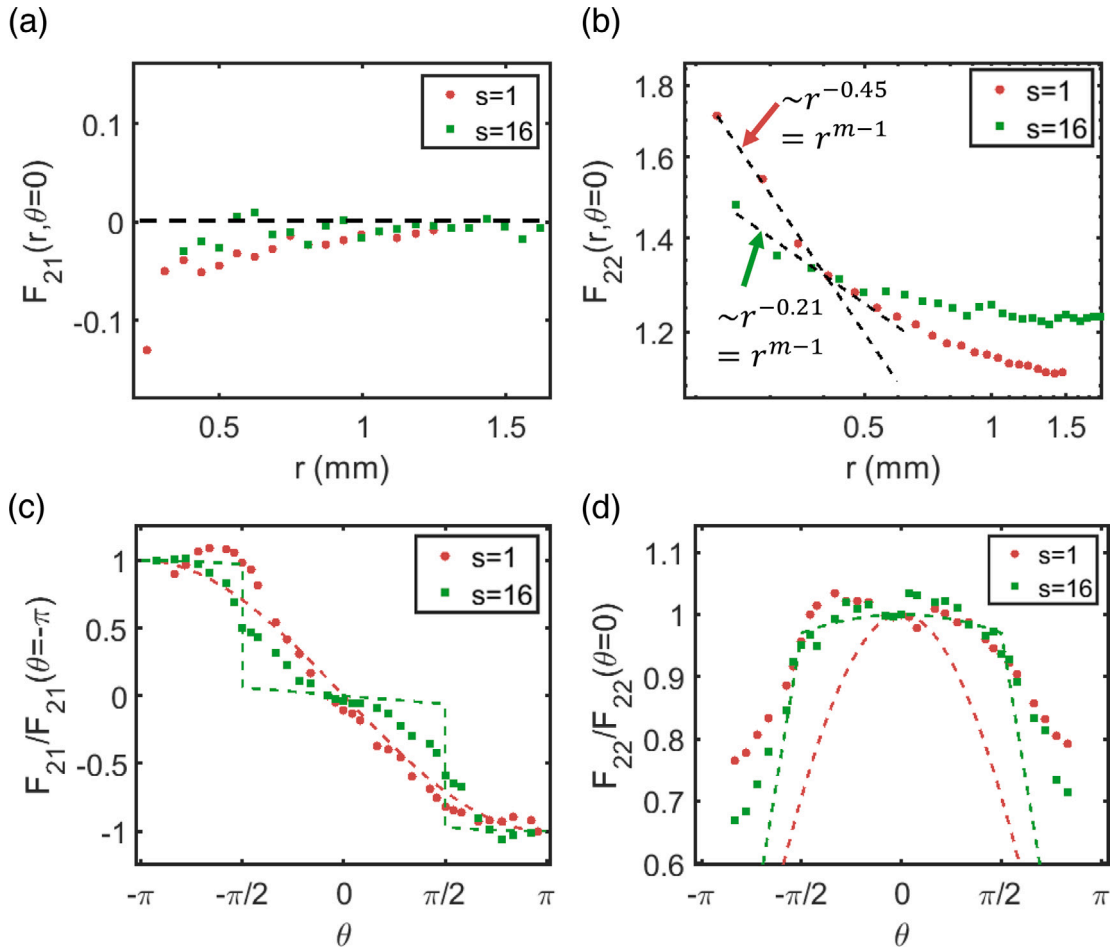 (a)
F21(r,θ=0)
0.1
0
-0.1
s=1
s=16
0.5
1
1.5
r (mm)
(b)
F22(r,θ=0)
1.8
1.6
1.4
1.2
~r^-0.45
= r^m-1
~r^-0.21
= r^m-1
s=1
s=16
0.5
1
1.5
r (mm)
(c)
F21/F21(θ=-π)
1
0.5
0
-0.5
-1
s=1
s=16
-π
-π/2
0
π/2
π
θ
(d)
F22/F22(θ=0)
1.1
1
0.9
0.8
0.7
0.6
s=1
s=16
-π
-π/2
0
π/2
π
θ